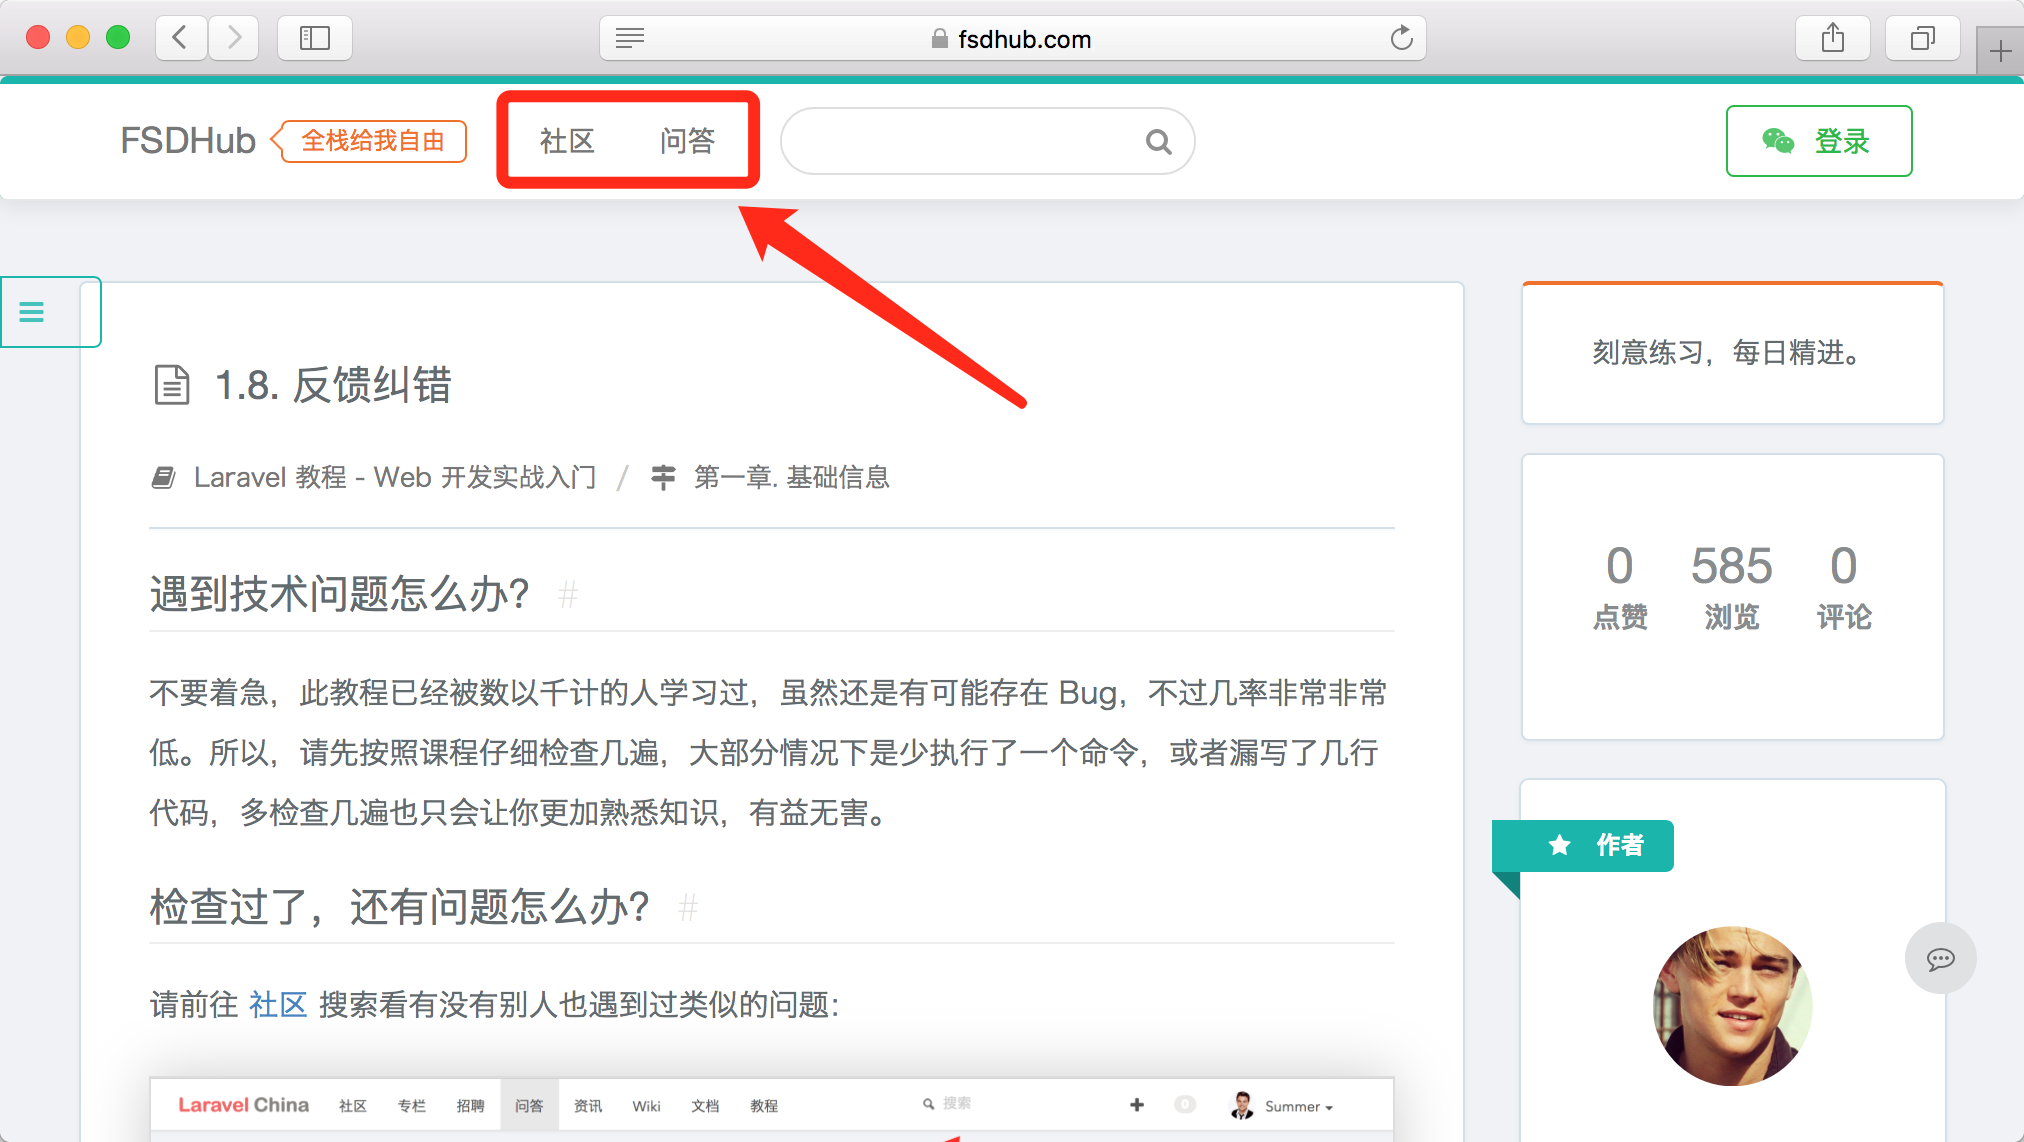 fsdhub.com
FSDHub 全栈给我自由 社区 问答 登录
1.8. 反馈纠错
Laravel 教程 - Web 开发实战入门 / 第一章. 基础信息
遇到技术问题怎么办? #
不要着急，此教程已经被数以千计的人学习过，虽然还是有可能存在 Bug，不过几率非常非常
低。所以，请先按照课程仔细检查几遍，大部分情况下是少执行了一个命令，或者漏写了几行
代码，多检查几遍也只会让你更加熟悉知识，有益无害。
检查过了，还有问题怎么办? #
请前往 社区 搜索看有没有别人也遇到过类似的问题：
Laravel China 社区 专栏 招聘 问答 资讯 Wiki 文档 教程 搜索 0 Summer
刻意练习，每日精进。
0 585 0
点赞 浏览 评论
作者